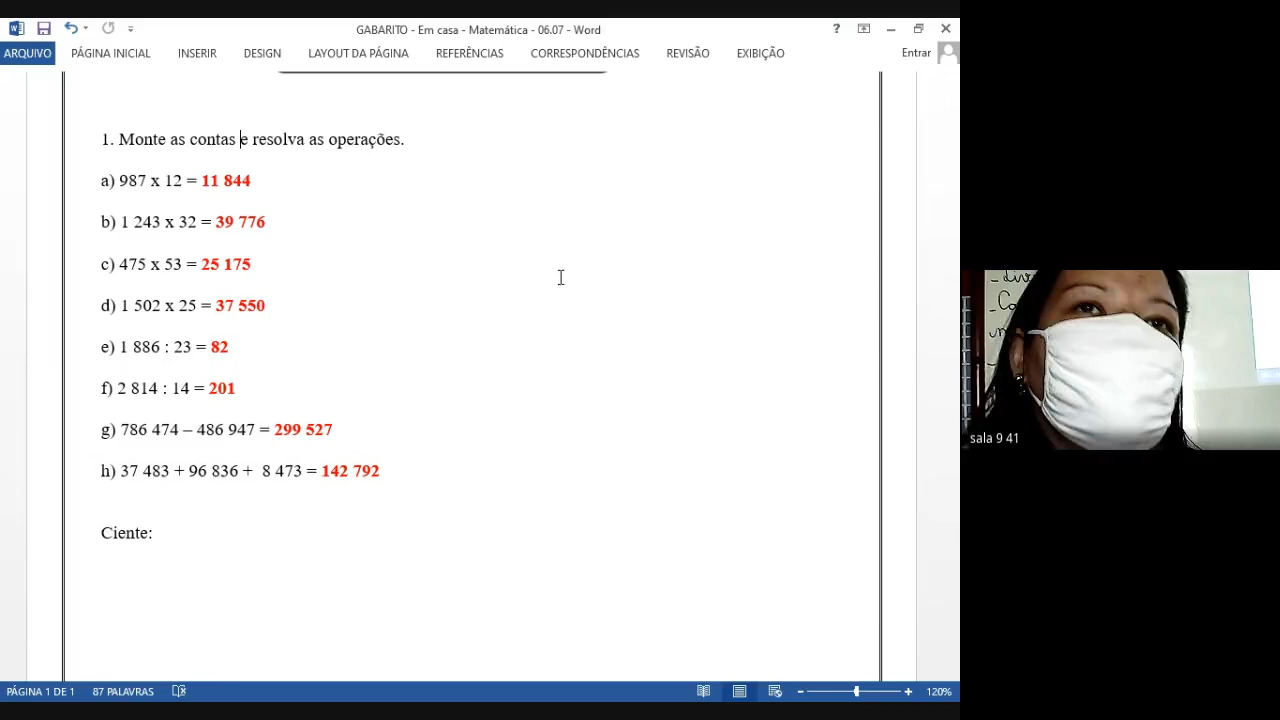 GABARITO - Em casa - Matemática - 06.07 - Word
?
ARQUIVO PÁGINA INICIAL INSERIR DESIGN LAYOUT DA PÁGINA REFERÊNCIAS CORRESPONDÊNCIAS REVISÃO EXIBIÇÃO Entrar
1. Monte as contas e resolva as operações.
a) 987 x 12 = 11 844
b) 1 243 x 32 = 39 776
c) 475 x 53 = 25 175
d) 1 502 x 25 = 37 550
e) 1 886 : 23 = 82
f) 2 814 : 14 = 201
g) 786 474 – 486 947 = 299 527
h) 37 483 + 96 836 +  8 473 = 142 792
Ciente:
sala 9 41
PÁGINA 1 DE 1 87 PALAVRAS 120%